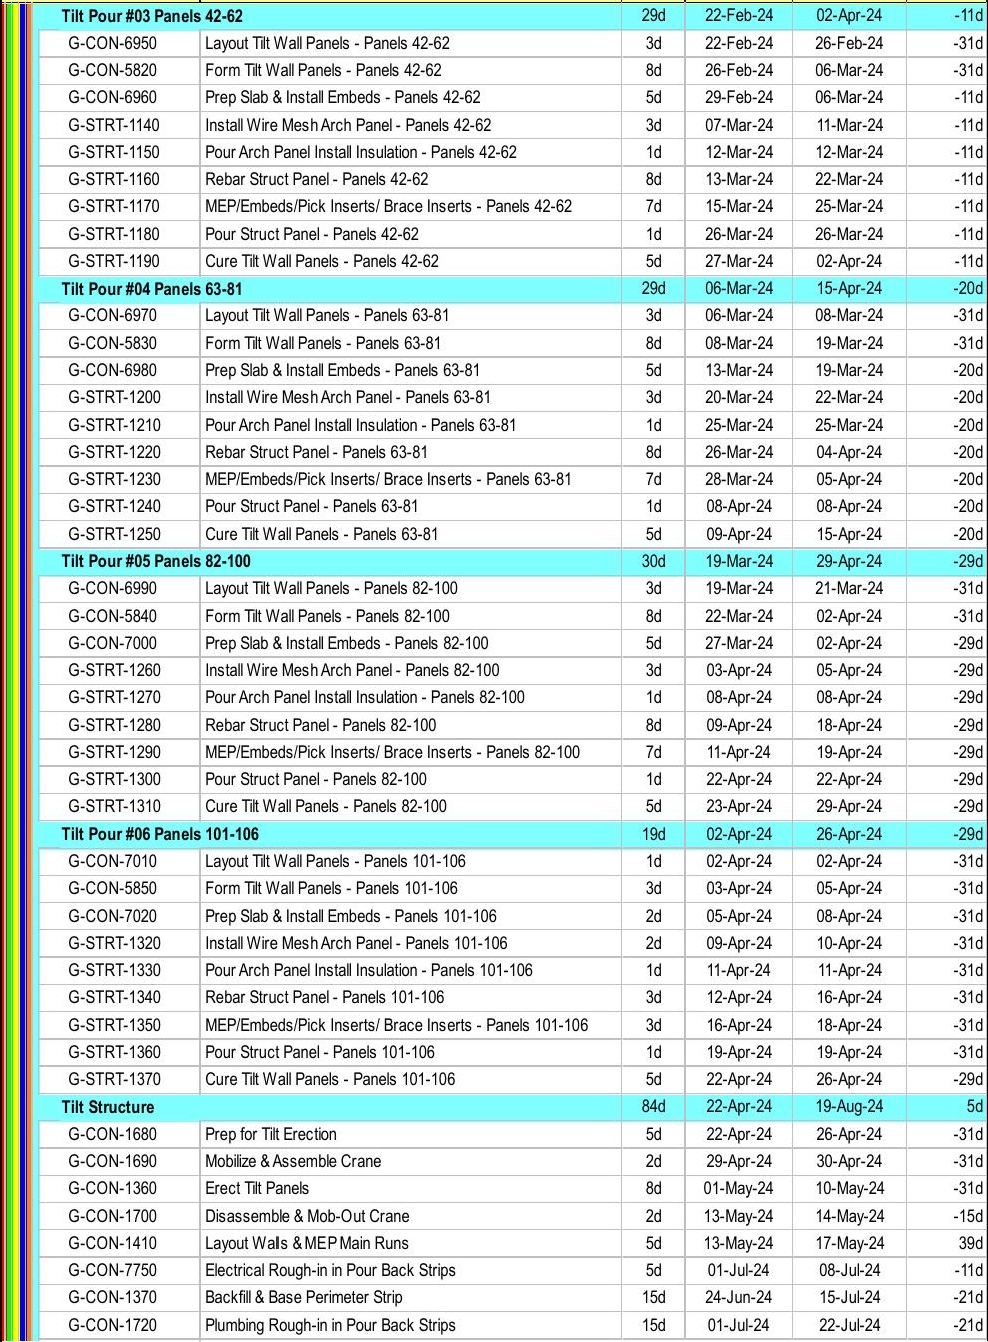 Tilt Pour #03 Panels 42-62 29d 22-Feb-24 02-Apr-24 -11d
G-CON-6950 Layout Tilt Wall Panels - Panels 42-62 3d 22-Feb-24 26-Feb-24 -31d
G-CON-5820 Form Tilt Wall Panels - Panels 42-62 8d 26-Feb-24 06-Mar-24 -31d
G-CON-6960 Prep Slab & Install Embeds - Panels 42-62 5d 29-Feb-24 06-Mar-24 -11d
G-STRT-1140 Install Wire Mesh Arch Panel - Panels 42-62 3d 07-Mar-24 11-Mar-24 -11d
G-STRT-1150 Pour Arch Panel Install Insulation - Panels 42-62 1d 12-Mar-24 12-Mar-24 -11d
G-STRT-1160 Rebar Struct Panel - Panels 42-62 8d 13-Mar-24 22-Mar-24 -11d
G-STRT-1170 MEP/Embeds/Pick Inserts/ Brace Inserts - Panels 42-62 7d 15-Mar-24 25-Mar-24 -11d
G-STRT-1180 Pour Struct Panel - Panels 42-62 1d 26-Mar-24 26-Mar-24 -11d
G-STRT-1190 Cure Tilt Wall Panels - Panels 42-62 5d 27-Mar-24 02-Apr-24 -11d
Tilt Pour #04 Panels 63-81 29d 06-Mar-24 15-Apr-24 -20d
G-CON-6970 Layout Tilt Wall Panels - Panels 63-81 3d 06-Mar-24 08-Mar-24 -31d
G-CON-5830 Form Tilt Wall Panels - Panels 63-81 8d 08-Mar-24 19-Mar-24 -31d
G-CON-6980 Prep Slab & Install Embeds - Panels 63-81 5d 13-Mar-24 19-Mar-24 -20d
G-STRT-1200 Install Wire Mesh Arch Panel - Panels 63-81 3d 20-Mar-24 22-Mar-24 -20d
G-STRT-1210 Pour Arch Panel Install Insulation - Panels 63-81 1d 25-Mar-24 25-Mar-24 -20d
G-STRT-1220 Rebar Struct Panel - Panels 63-81 8d 26-Mar-24 04-Apr-24 -20d
G-STRT-1230 MEP/Embeds/Pick Inserts/ Brace Inserts - Panels 63-81 7d 28-Mar-24 05-Apr-24 -20d
G-STRT-1240 Pour Struct Panel - Panels 63-81 1d 08-Apr-24 08-Apr-24 -20d
G-STRT-1250 Cure Tilt Wall Panels - Panels 63-81 5d 09-Apr-24 15-Apr-24 -20d
Tilt Pour #05 Panels 82-100 30d 19-Mar-24 29-Apr-24 -29d
G-CON-6990 Layout Tilt Wall Panels - Panels 82-100 3d 19-Mar-24 21-Mar-24 -31d
G-CON-5840 Form Tilt Wall Panels - Panels 82-100 8d 22-Mar-24 02-Apr-24 -31d
G-CON-7000 Prep Slab & Install Embeds - Panels 82-100 5d 27-Mar-24 02-Apr-24 -29d
G-STRT-1260 Install Wire Mesh Arch Panel - Panels 82-100 3d 03-Apr-24 05-Apr-24 -29d
G-STRT-1270 Pour Arch Panel Install Insulation - Panels 82-100 1d 08-Apr-24 08-Apr-24 -29d
G-STRT-1280 Rebar Struct Panel - Panels 82-100 8d 09-Apr-24 18-Apr-24 -29d
G-STRT-1290 MEP/Embeds/Pick Inserts/ Brace Inserts - Panels 82-100 7d 11-Apr-24 19-Apr-24 -29d
G-STRT-1300 Pour Struct Panel - Panels 82-100 1d 22-Apr-24 22-Apr-24 -29d
G-STRT-1310 Cure Tilt Wall Panels - Panels 82-100 5d 23-Apr-24 29-Apr-24 -29d
Tilt Pour #06 Panels 101-106 19d 02-Apr-24 26-Apr-24 -29d
G-CON-7010 Layout Tilt Wall Panels - Panels 101-106 1d 02-Apr-24 02-Apr-24 -31d
G-CON-5850 Form Tilt Wall Panels - Panels 101-106 3d 03-Apr-24 05-Apr-24 -31d
G-CON-7020 Prep Slab & Install Embeds - Panels 101-106 2d 05-Apr-24 08-Apr-24 -31d
G-STRT-1320 Install Wire Mesh Arch Panel - Panels 101-106 2d 09-Apr-24 10-Apr-24 -31d
G-STRT-1330 Pour Arch Panel Install Insulation - Panels 101-106 1d 11-Apr-24 11-Apr-24 -31d
G-STRT-1340 Rebar Struct Panel - Panels 101-106 3d 12-Apr-24 16-Apr-24 -31d
G-STRT-1350 MEP/Embeds/Pick Inserts/ Brace Inserts - Panels 101-106 3d 16-Apr-24 18-Apr-24 -31d
G-STRT-1360 Pour Struct Panel - Panels 101-106 1d 19-Apr-24 19-Apr-24 -31d
G-STRT-1370 Cure Tilt Wall Panels - Panels 101-106 5d 22-Apr-24 26-Apr-24 -29d
Tilt Structure 84d 22-Apr-24 19-Aug-24 5d
G-CON-1680 Prep for Tilt Erection 5d 22-Apr-24 26-Apr-24 -31d
G-CON-1690 Mobilize & Assemble Crane 2d 29-Apr-24 30-Apr-24 -31d
G-CON-1360 Erect Tilt Panels 8d 01-May-24 10-May-24 -31d
G-CON-1700 Disassemble & Mob-Out Crane 2d 13-May-24 14-May-24 -15d
G-CON-1410 Layout Walls & MEP Main Runs 5d 13-May-24 17-May-24 39d
G-CON-7750 Electrical Rough-in in Pour Back Strips 5d 01-Jul-24 08-Jul-24 -11d
G-CON-1370 Backfill & Base Perimeter Strip 15d 24-Jun-24 15-Jul-24 -21d
G-CON-1720 Plumbing Rough-in in Pour Back Strips 15d 01-Jul-24 22-Jul-24 -21d